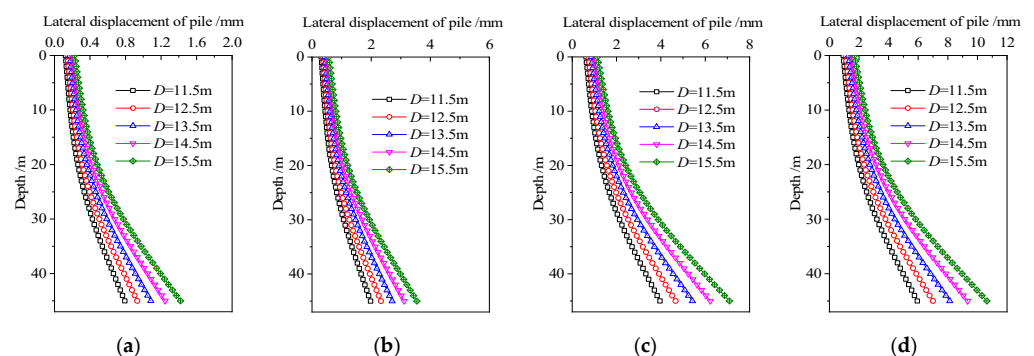 Lateral displacement of pile /mm
0.0 0.4 0.8 1.2 1.6 2.0
0
10
20
30
40
Depth /m
D=11.5m
D=12.5m
D=13.5m
D=14.5m
D=15.5m
(a)
Lateral displacement of pile /mm
0 2 4 6
0
10
20
30
40
Depth /m
D=11.5m
D=12.5m
D=13.5m
D=14.5m
D=15.5m
(b)
Lateral displacement of pile /mm
0 2 4 6 8
0
10
20
30
40
Depth /m
D=11.5m
D=12.5m
D=13.5m
D=14.5m
D=15.5m
(c)
Lateral displacement of pile /mm
0 2 4 6 8 10 12
0
10
20
30
40
Depth /m
D=11.5m
D=12.5m
D=13.5m
D=14.5m
D=15.5m
(d)